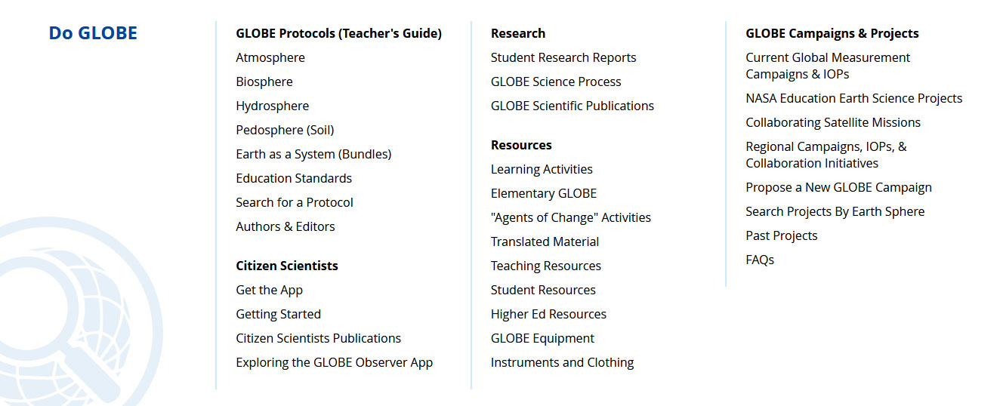 Do GLOBE
GLOBE Protocols (Teacher's Guide)
Atmosphere
Biosphere
Hydrosphere
Pedosphere (Soil)
Earth as a System (Bundles)
Education Standards
Search for a Protocol
Authors & Editors
Citizen Scientists
Get the App
Getting Started
Citizen Scientists Publications
Exploring the GLOBE Observer App
Research
Student Research Reports
GLOBE Science Process
GLOBE Scientific Publications
Resources
Learning Activities
Elementary GLOBE
"Agents of Change" Activities
Translated Material
Teaching Resources
Student Resources
Higher Ed Resources
GLOBE Equipment
Instruments and Clothing
GLOBE Campaigns & Projects
Current Global Measurement
Campaigns & IOPs
NASA Education Earth Science Projects
Collaborating Satellite Missions
Regional Campaigns, IOPs, &
Collaboration Initiatives
Propose a New GLOBE Campaign
Search Projects By Earth Sphere
Past Projects
FAQs